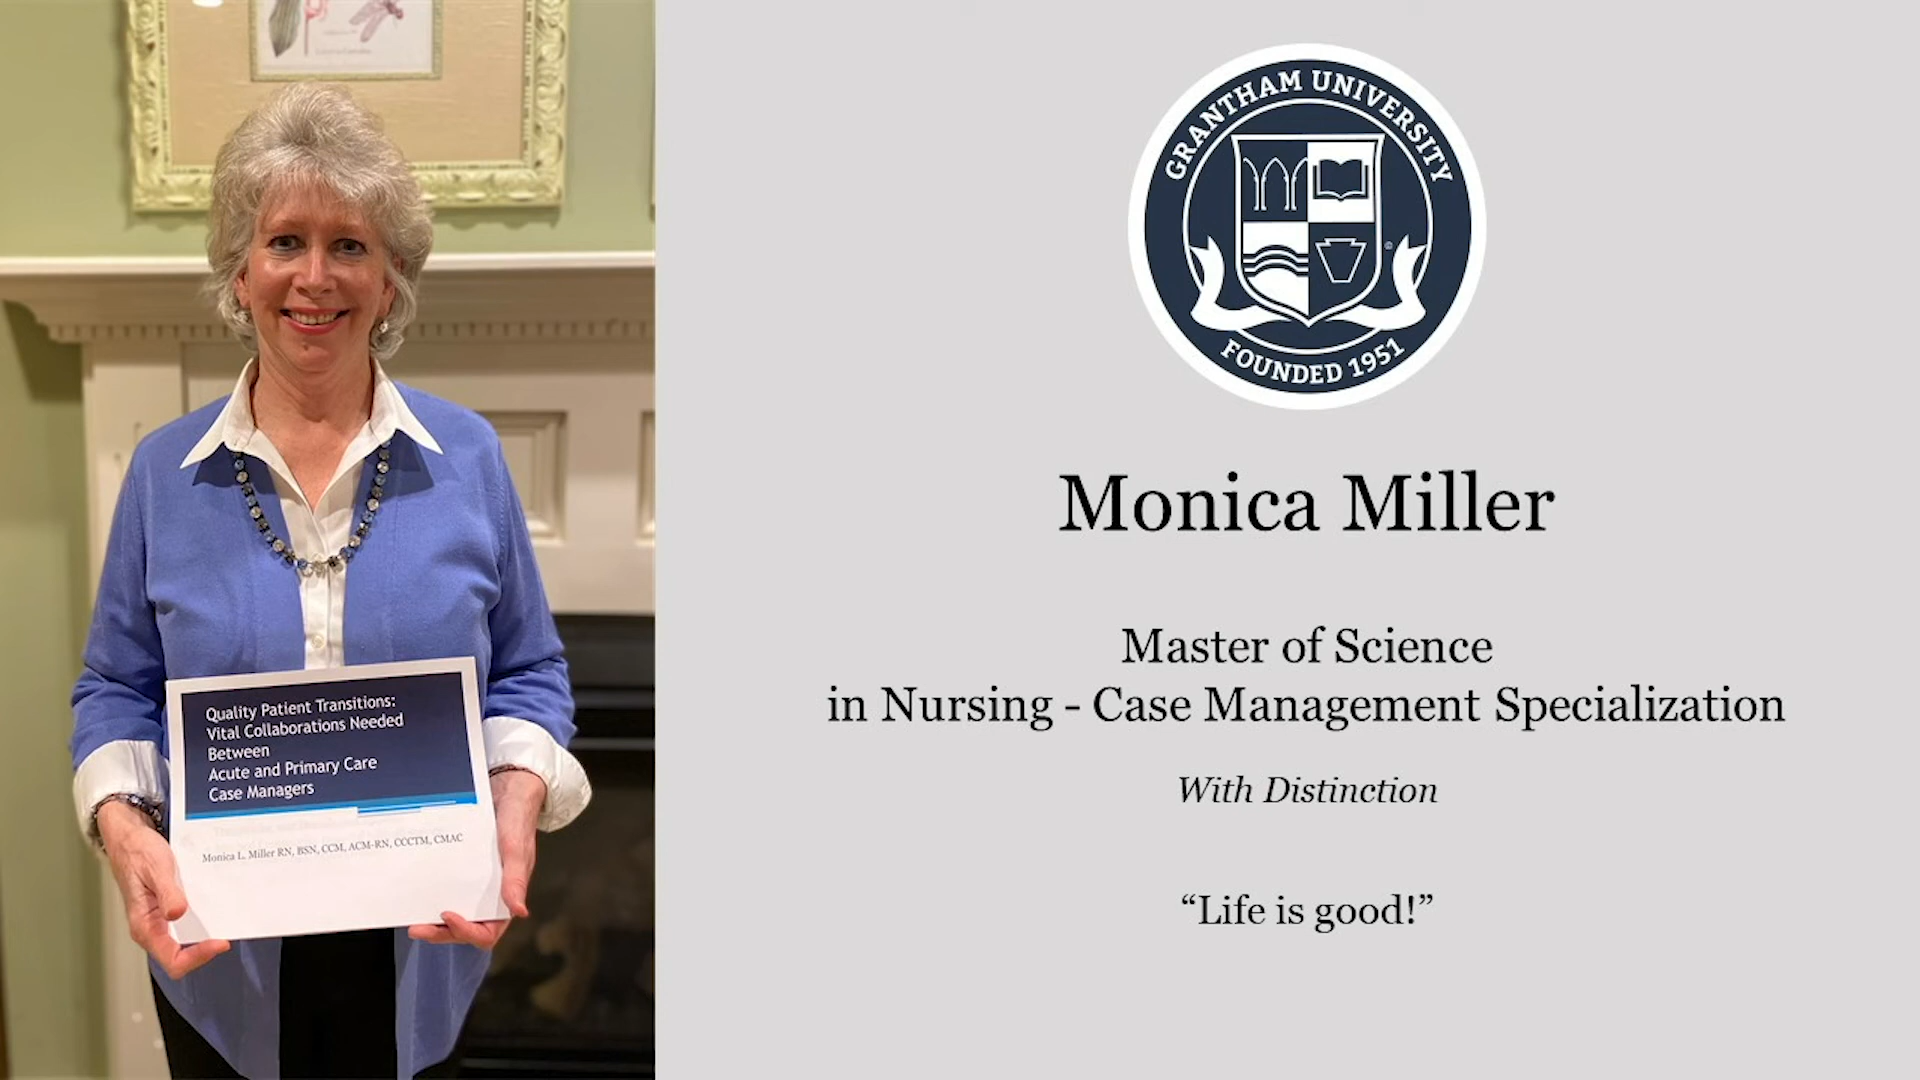 GRANTHAM UNIVERSITY
FOUNDED 1951
Monica Miller
Master of Science
in Nursing - Case Management Specialization
With Distinction
“Life is good!”
Quality Patient Transitions:
Vital Collaborations Needed
Between
Acute and Primary Care
Case Managers
Monica L. Miller RN, BSN, CCM, ACM-RN, CCCTM, CMAC